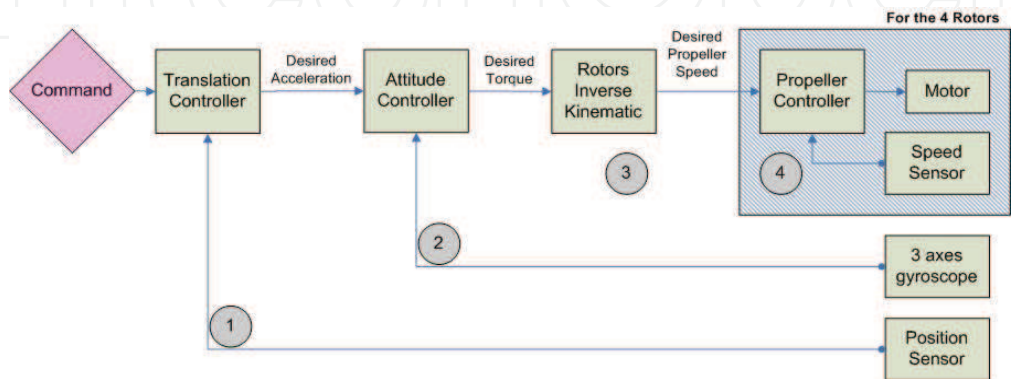 For the 4 Rotors
Command
Translation
Controller
Desired
Acceleration
Attitude
Controller
Desired
Torque
Rotors
Inverse
Kinematic
Desired
Propeller
Speed
Propeller
Controller
Motor
Speed
Sensor
3
4
2
3 axes
gyroscope
1
Position
Sensor